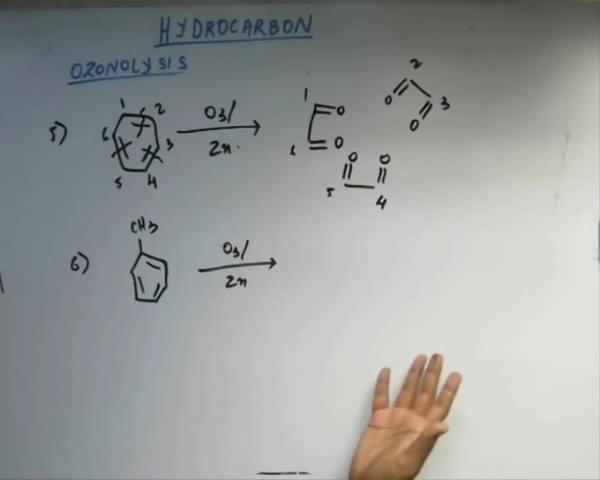 HYDROCARBON
OZONOLYSIS
5) 1 2 3 4 5 6 O3/ Zn. 1 O O 6 2 O O 3
O O 5 4
6) CH3 O3/ Zn